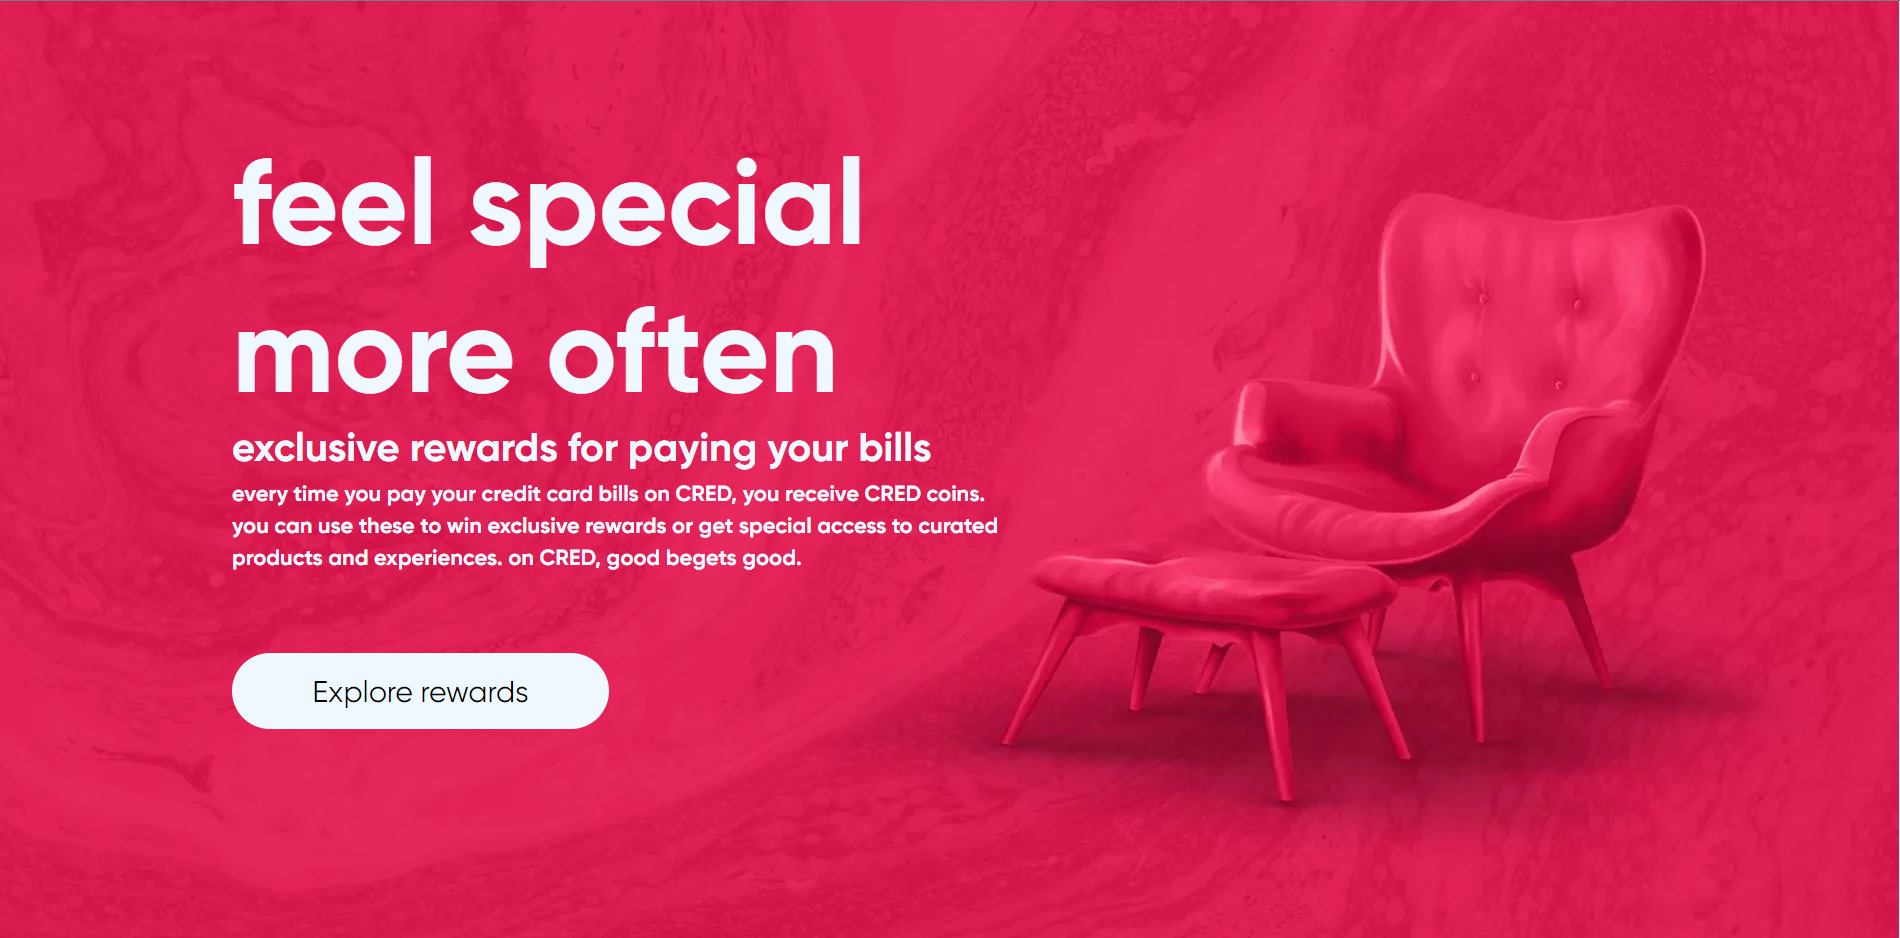 feel special
more often
exclusive rewards for paying your bills
every time you pay your credit card bills on CRED, you receive CRED coins.
you can use these to win exclusive rewards or get special access to curated
products and experiences. on CRED, good begets good.
Explore rewards